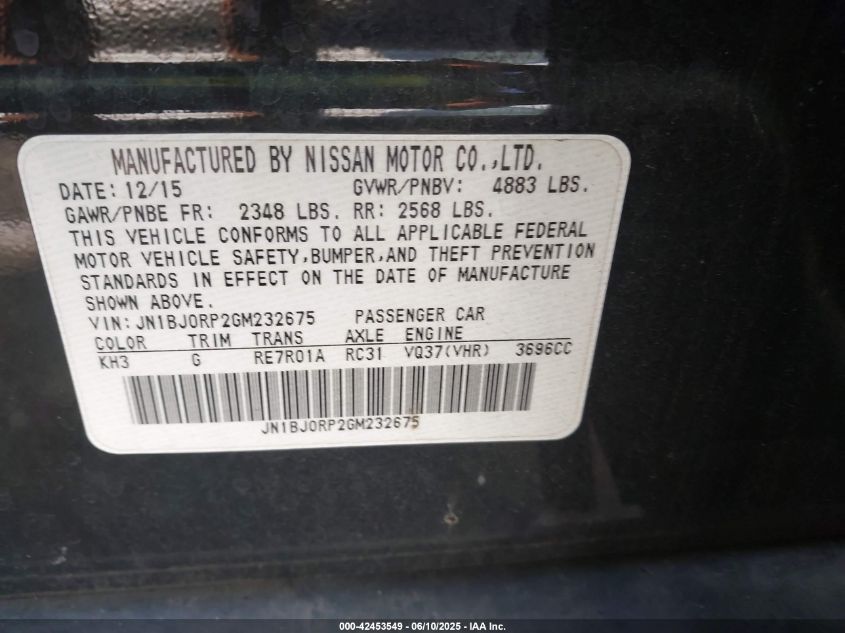 MANUFACTURED BY NISSAN MOTOR CO.,LTD.
DATE: 12/15 GVWR/PNBV: 4883 LBS.
GAWR/PNBE FR: 2348 LBS. RR: 2568 LBS.
THIS VEHICLE CONFORMS TO ALL APPLICABLE FEDERAL
MOTOR VEHICLE SAFETY,BUMPER,AND THEFT PREVENTION
STANDARDS IN EFFECT ON THE DATE OF MANUFACTURE
SHOWN ABOVE.
VIN: JN1BJ0RP2GM232675 PASSENGER CAR
COLOR TRIM TRANS AXLE ENGINE
KH3 G RE7R01A RC31 VQ37(VHR) 3696CC
JN1BJ0RP2GM232675
000-42453549 - 06/10/2025 - IAA Inc.